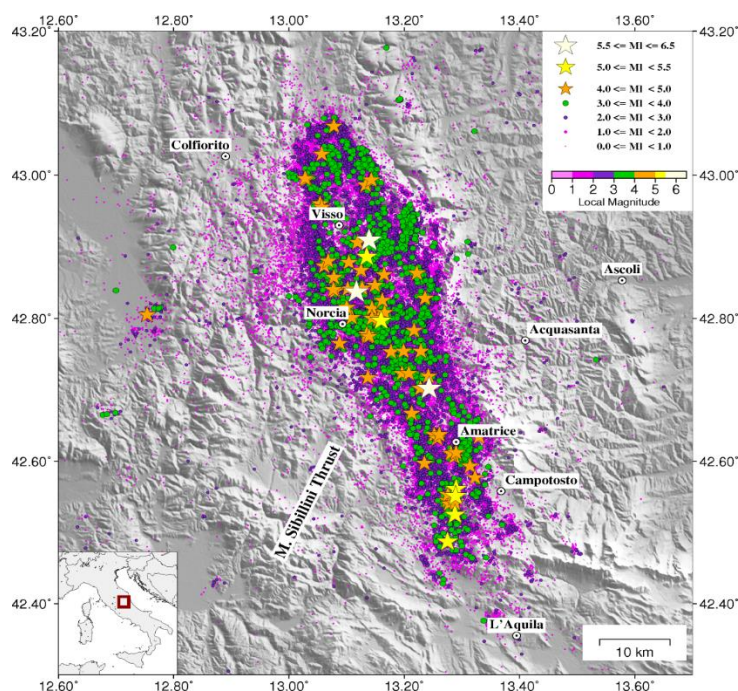 12.60° 12.80° 13.00° 13.20° 13.40° 13.60°
43.20° 43.20°
5.5 <= Ml <= 6.5
5.0 <= Ml < 5.5
4.0 <= Ml < 5.0
3.0 <= Ml < 4.0
2.0 <= Ml < 3.0
1.0 <= Ml < 2.0
0.0 <= Ml < 1.0
0 1 2 3 4 5 6
Local Magnitude
Colfiorito
43.00° 43.00°
Visso
Ascoli
Norcia
42.80° 42.80°
Acquasanta
Amatrice
42.60° 42.60°
Campotosto
M. Sibillini Thrust
42.40° 42.40°
L'Aquila
10 km
12.60° 12.80° 13.00° 13.20° 13.40° 13.60°